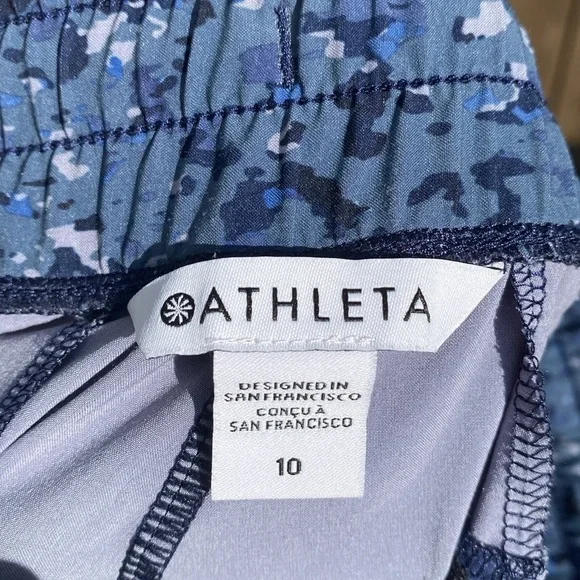 ATHLETA
DESIGNED IN
SAN FRANCISCO
CONÇU À
SAN FRANCISCO
10